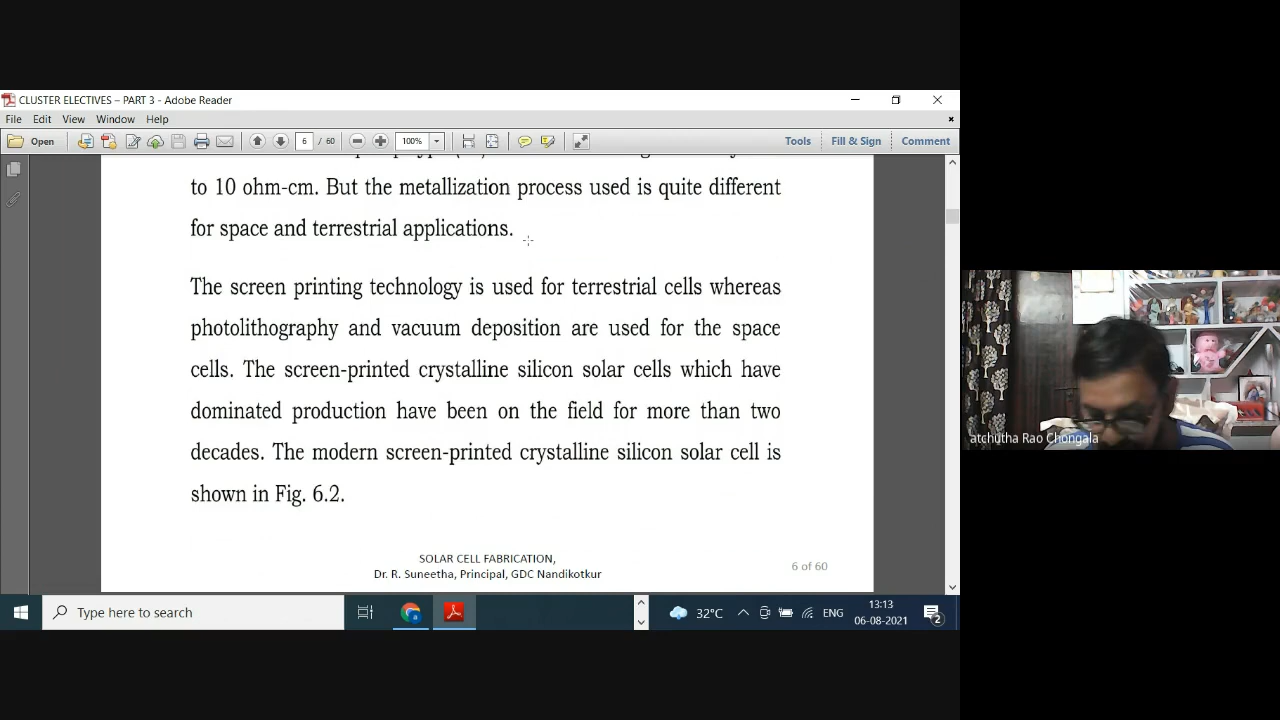 CLUSTER ELECTIVES – PART 3 - Adobe Reader
File Edit View Window Help
Open 6 / 60 100% Tools Fill & Sign Comment
to 10 ohm-cm. But the metallization process used is quite different
for space and terrestrial applications.
The screen printing technology is used for terrestrial cells whereas
photolithography and vacuum deposition are used for the space
cells. The screen-printed crystalline silicon solar cells which have
dominated production have been on the field for more than two
decades. The modern screen-printed crystalline silicon solar cell is
shown in Fig. 6.2.
SOLAR CELL FABRICATION,
Dr. R. Suneetha, Principal, GDC Nandikotkur
6 of 60
atchutha Rao Chongala
Type here to search
32°C
ENG
13:13
06-08-2021
2